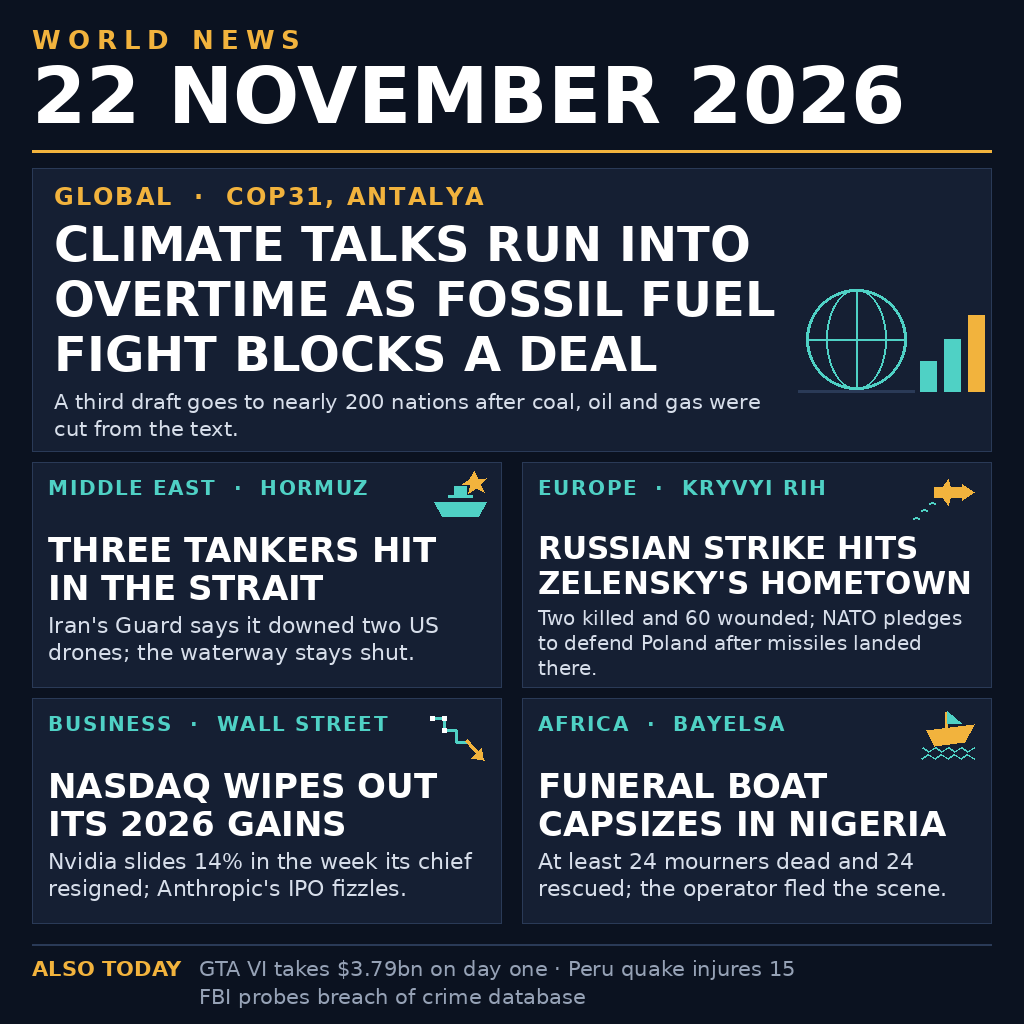 WORLD NEWS
22 NOVEMBER 2026
GLOBAL · COP31, ANTALYA
CLIMATE TALKS RUN INTO
OVERTIME AS FOSSIL FUEL
FIGHT BLOCKS A DEAL
A third draft goes to nearly 200 nations after coal, oil and gas were
cut from the text.
MIDDLE EAST · HORMUZ
THREE TANKERS HIT
IN THE STRAIT
Iran's Guard says it downed two US
drones; the waterway stays shut.
EUROPE · KRYVYI RIH
RUSSIAN STRIKE HITS
ZELENSKY'S HOMETOWN
Two killed and 60 wounded; NATO pledges
to defend Poland after missiles landed
there.
BUSINESS · WALL STREET
NASDAQ WIPES OUT
ITS 2026 GAINS
Nvidia slides 14% in the week its chief
resigned; Anthropic's IPO fizzles.
AFRICA · BAYELSA
FUNERAL BOAT
CAPSIZES IN NIGERIA
At least 24 mourners dead and 24
rescued; the operator fled the scene.
ALSO TODAY GTA VI takes $3.79bn on day one · Peru quake injures 15
FBI probes breach of crime database